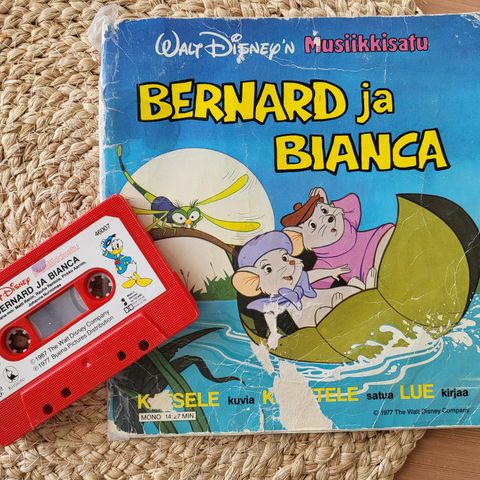 WALT DISNEY'N Musiikkisatu
BERNARD ja
BIANCA
KATSELE kuvia KUUNTELE satua LUE kirjaa
MONO 14:27 MIN
© 1977 The Walt Disney Company
46007
Musiikkisatu
BERNARD JA BIANCA
© 1987 The Walt Disney Company
© 1977 Buena Pictures Distribution